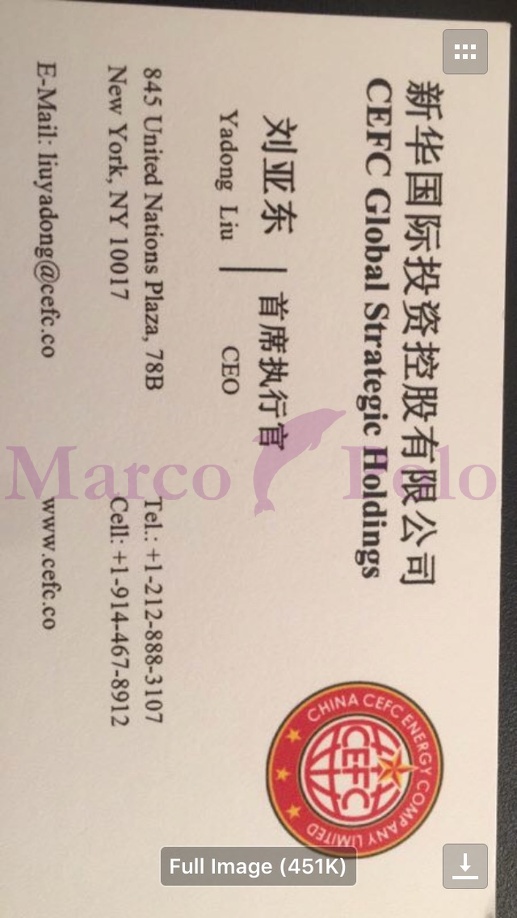 新华国际投资控股有限公司
CEFC Global Strategic Holdings
刘亚东 | 首席执行官
Yadong Liu | CEO
845 United Nations Plaza, 78B
Tel.: +1-212-888-3107
New York, NY 10017
Cell: +1-914-467-8912
E-Mail: liuyadong@cefc.co
www.cefc.co
CHINA CEFC ENERGY COMPANY LIMITED
CEFC
Marco Polo
Full Image (451K)